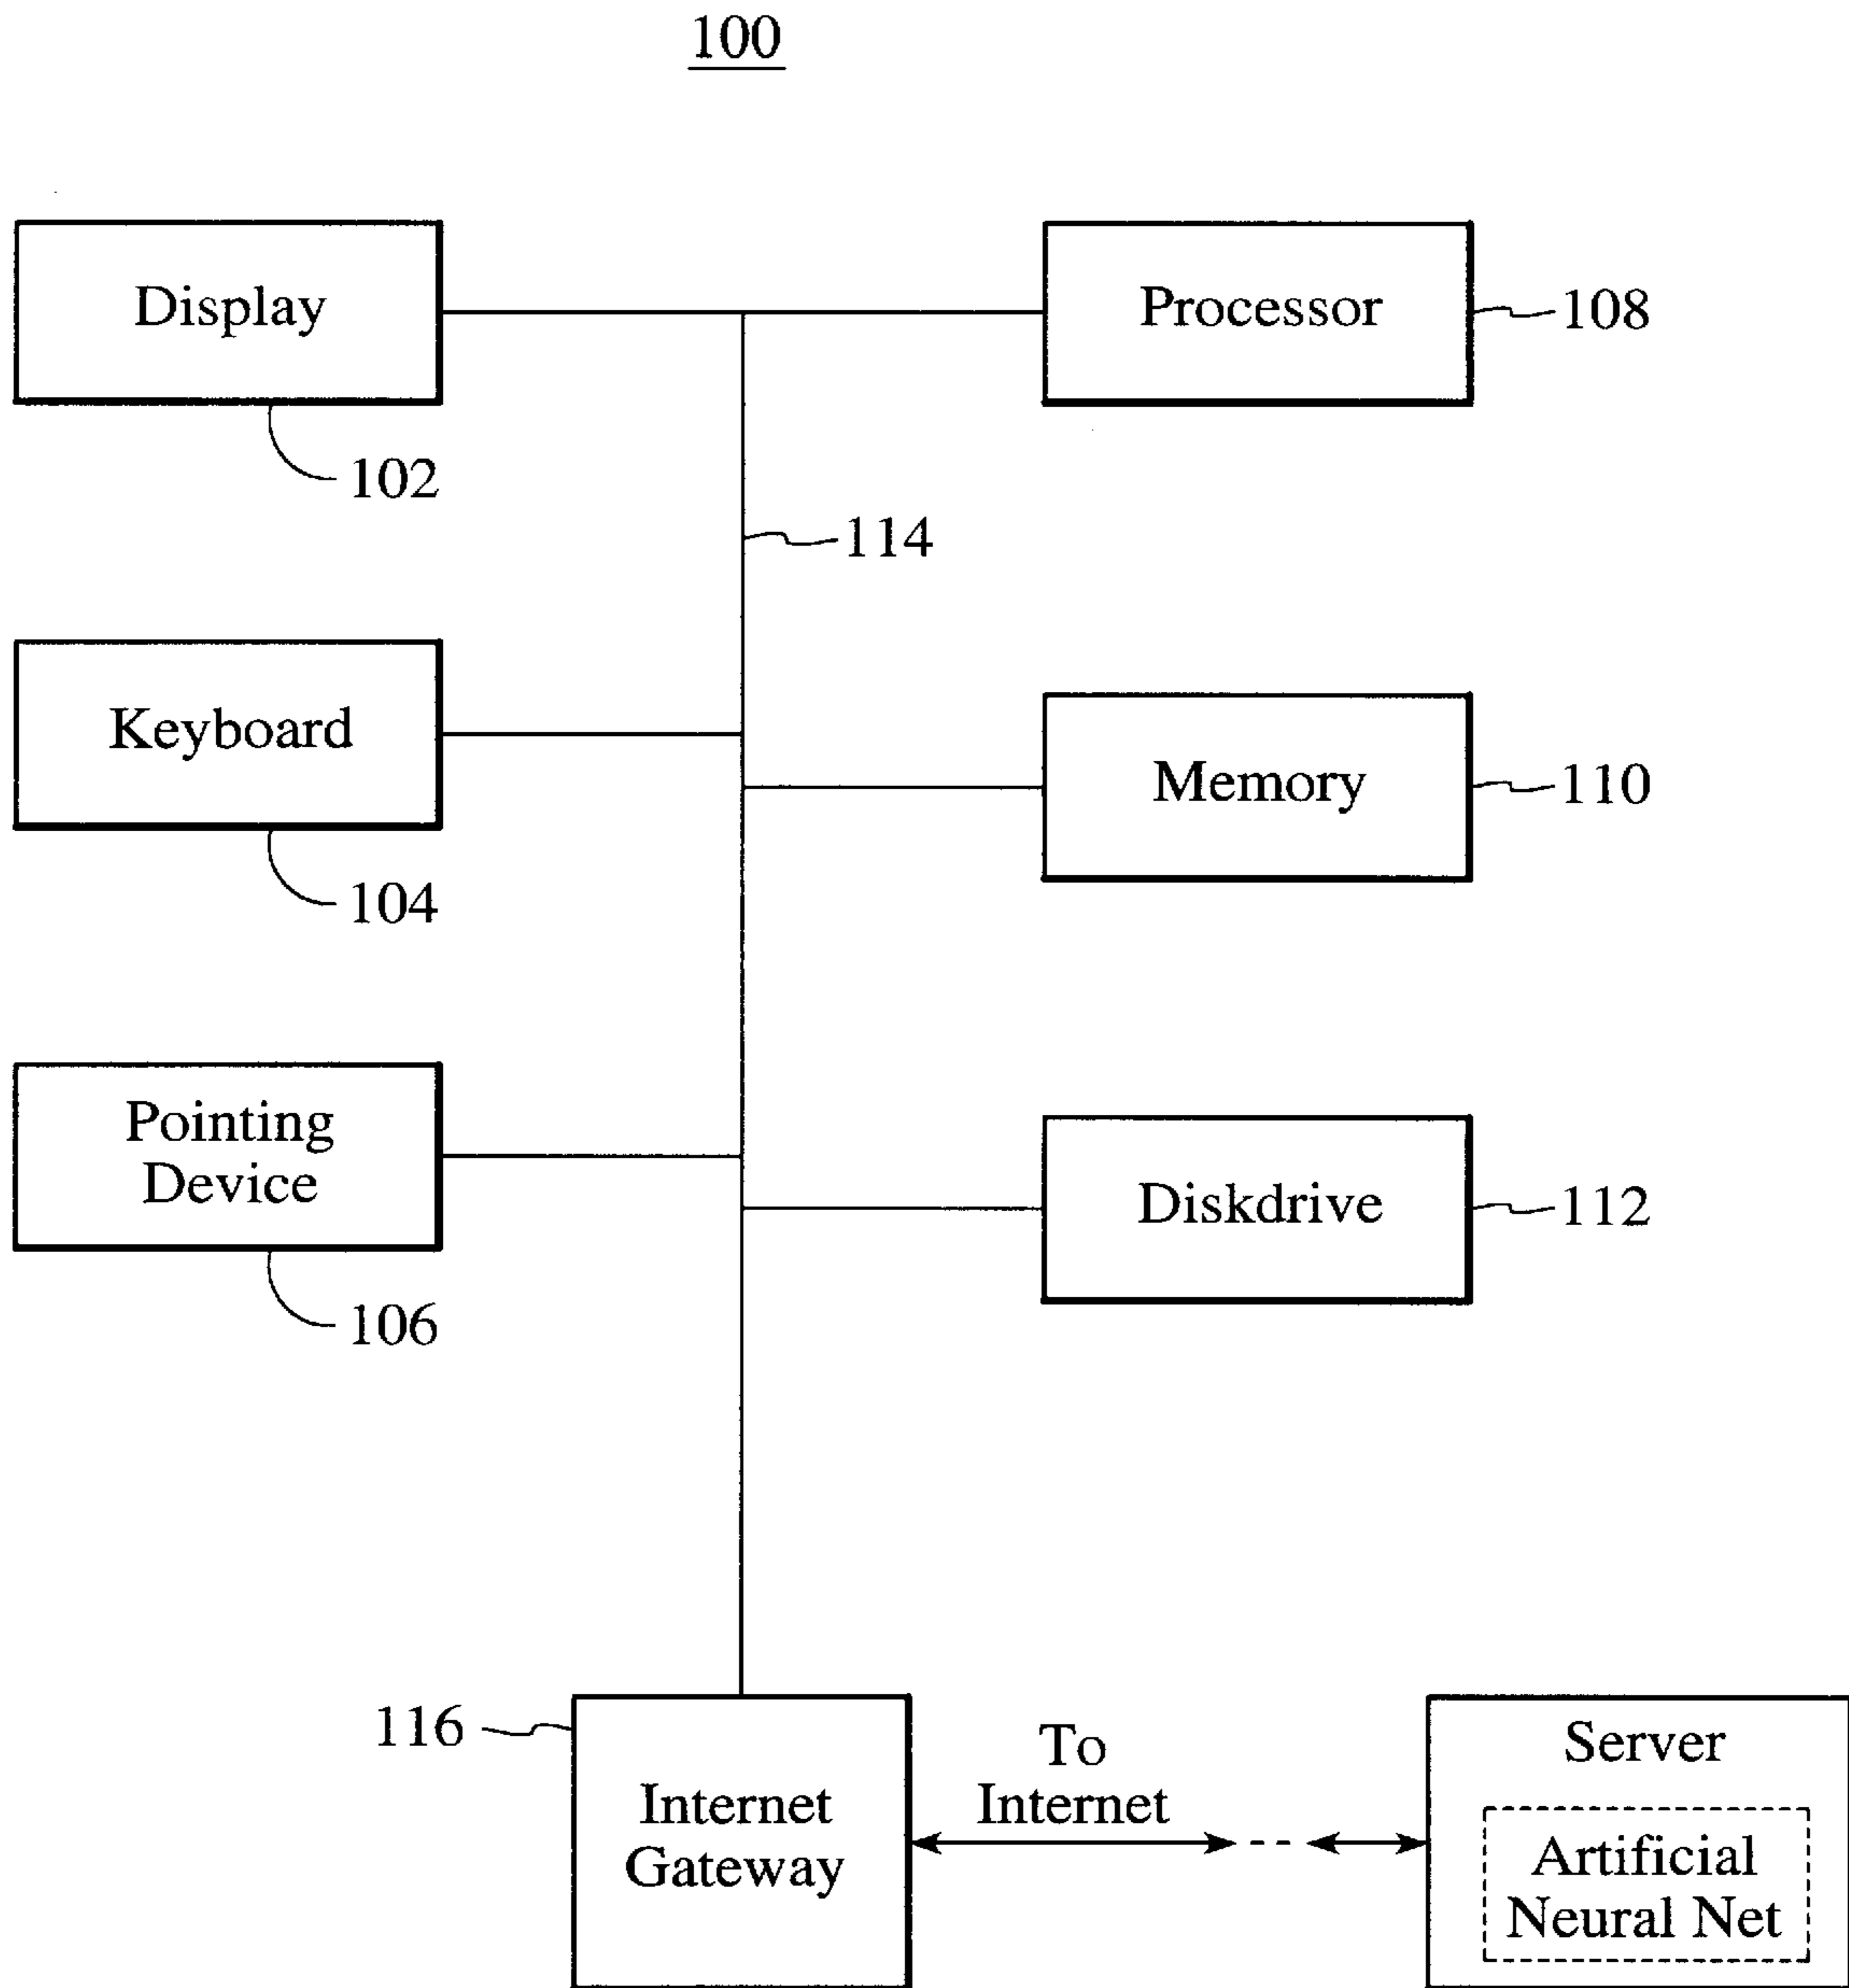 100
Display
Processor
108
102
114
Keyboard
Memory
110
104
Pointing
Device
Diskdrive
112
106
116
Internet
Gateway
To
Internet
Server
Artificial
Neural Net